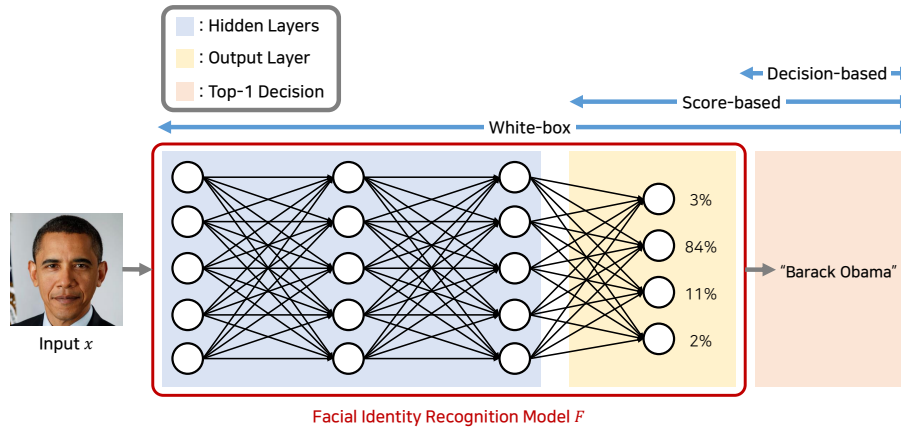 : Hidden Layers
: Output Layer
: Top-1 Decision
Decision-based
Score-based
White-box
3%
84%
11%
2%
"Barack Obama"
Input x
Facial Identity Recognition Model F